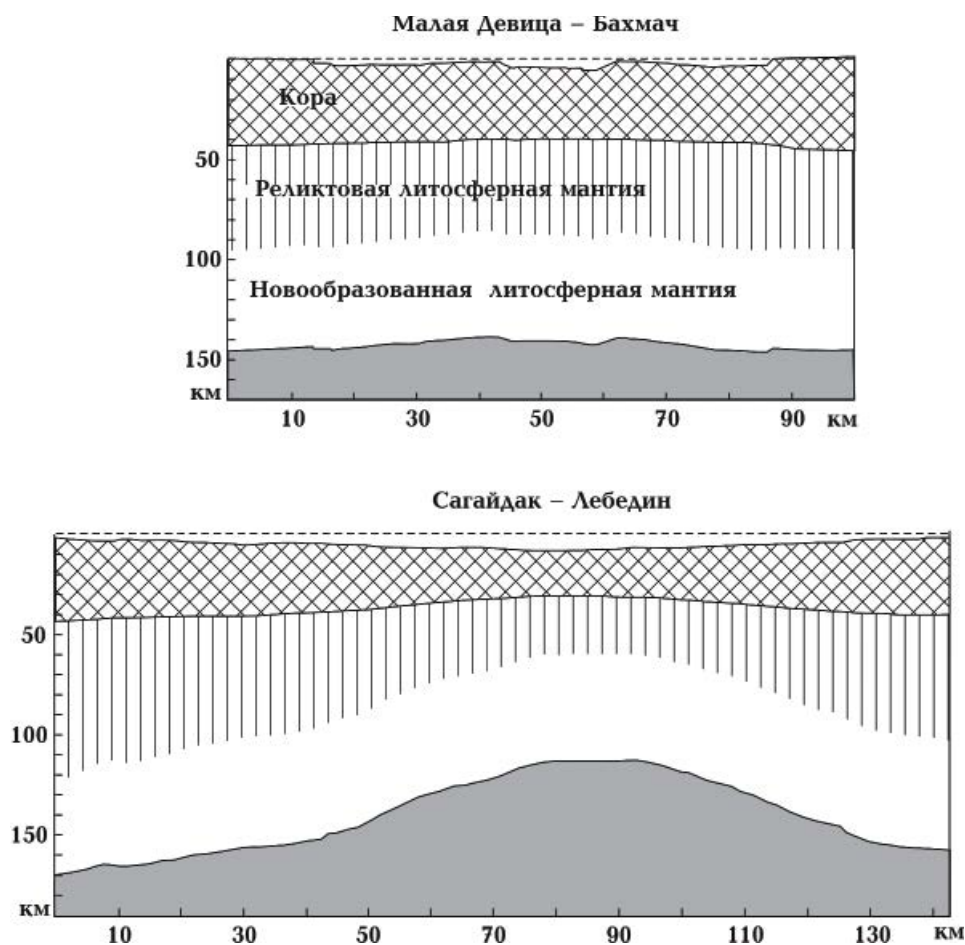 Малая Девица – Бахмач
Кора
50
Реликтовая литосферная мантия
100
Новообразованная литосферная мантия
150
км
10 30 50 70 90 км
Сагайдак – Лебедин
50
100
150
км
10 30 50 70 90 110 130 км